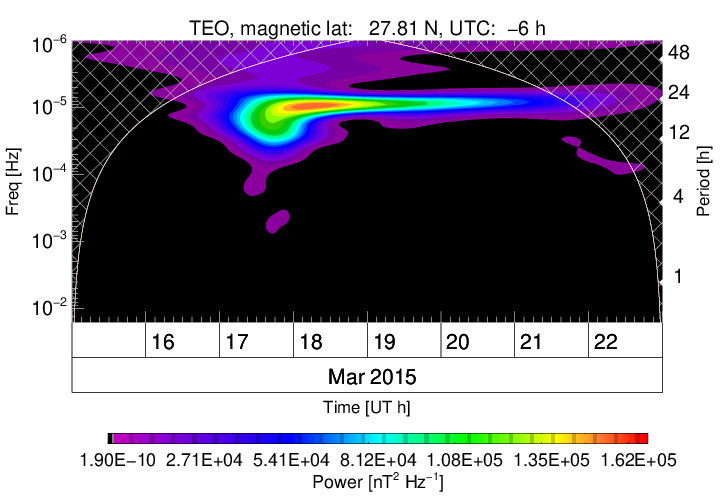 TEO, magnetic lat:   27.81 N, UTC:  −6 h
10⁻⁶
10⁻⁵
10⁻⁴
10⁻³
10⁻²
Freq [Hz]
48
24
12
4
1
Period [h]
16 17 18 19 20 21 22
Mar 2015
Time [UT h]
1.90E−10 2.71E+04 5.41E+04 8.12E+04 1.08E+05 1.35E+05 1.62E+05
Power [nT² Hz⁻¹]